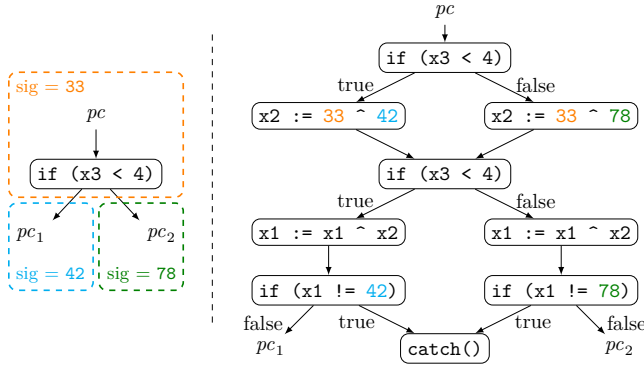 sig = 33
pc
if (x3 < 4)
pc1
pc2
sig = 42
sig = 78
pc
if (x3 < 4)
true
false
x2 := 33 ^ 42
x2 := 33 ^ 78
if (x3 < 4)
true
false
x1 := x1 ^ x2
x1 := x1 ^ x2
if (x1 != 42)
if (x1 != 78)
false
true
true
false
pc1
catch()
pc2